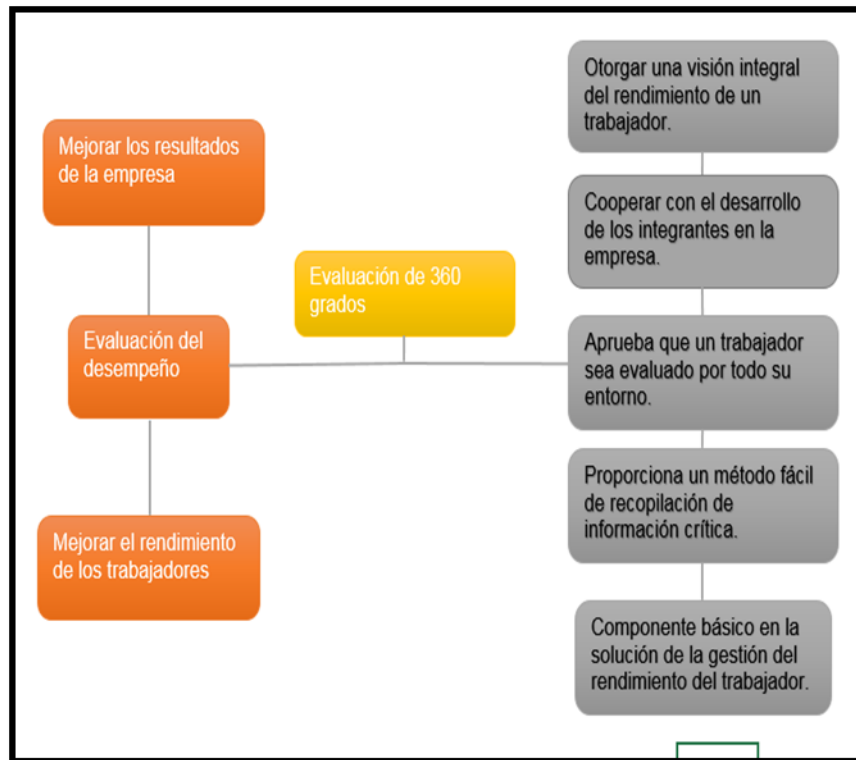 Mejorar los resultados
de la empresa
Evaluación del
desempeño
Mejorar el rendimiento
de los trabajadores
Evaluación de 360
grados
Otorgar una visión integral
del rendimiento de un
trabajador.
Cooperar con el desarrollo
de los integrantes en la
empresa.
Aprueba que un trabajador
sea evaluado por todo su
entorno.
Proporciona un método fácil
de recopilación de
información crítica.
Componente básico en la
solución de la gestión del
rendimiento del trabajador.